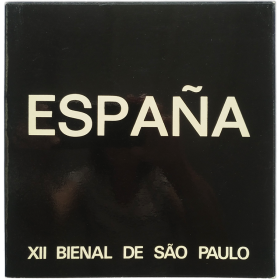 ESPAÑA
XII BIENAL DE SÃO PAULO